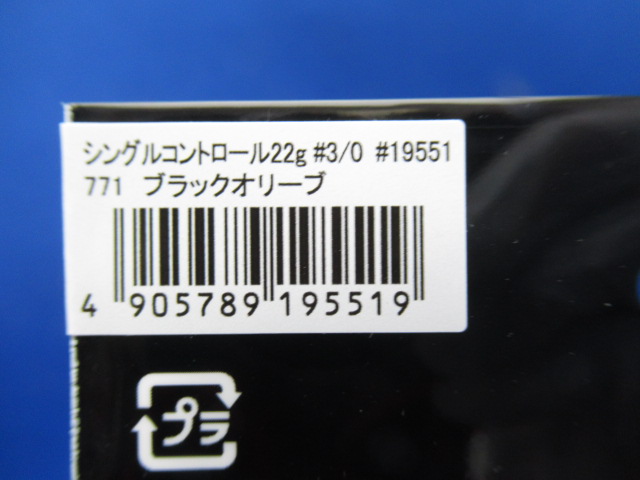 シングルコントロール22g #3/0 #19551
771 ブラックオリーブ
4 905789 195519
プラ